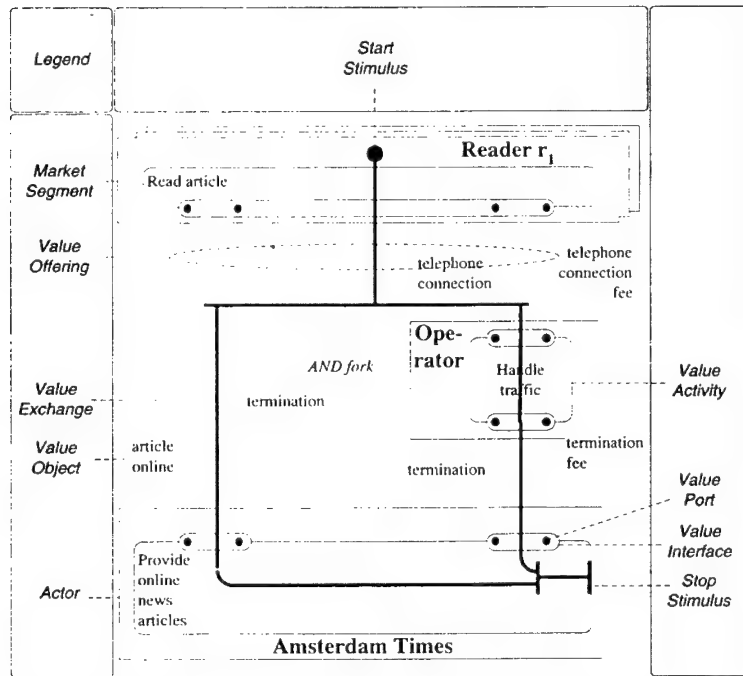 Legend
Start
Stimulus
Market
Segment
Reader r1
Read article
Value
Offering
telephone
connection
telephone
connection
fee
Ope-
rator
AND fork
Handle
traffic
Value
Exchange
termination
Value
Activity
Value
Object
article
online
termination
termination
fee
Value
Port
Value
Interface
Provide
online
news
articles
Actor
Stop
Stimulus
Amsterdam Times